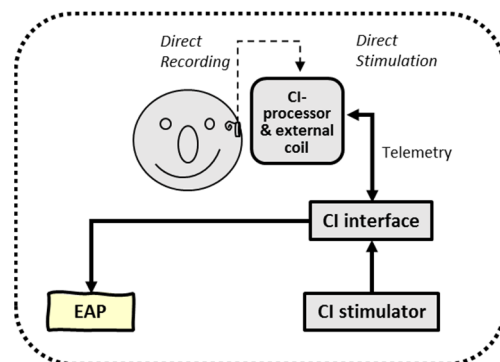 Direct
Recording
Direct
Stimulation
CI-
processor
& external
coil
Telemetry
CI interface
EAP
CI stimulator